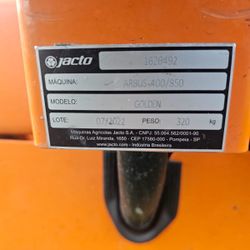 jacto
1628492
MÁQUINA: ARBUS-400/850
MODELO: GOLDEN
LOTE: 07/2022 PESO: 320 kg
Máquinas Agrícolas Jacto S.A. - CNPJ: 55.064.562/0001-90
Rua Dr. Luiz Miranda, 1650 - CEP 17580-000 - Pompeia - SP
www.jacto.com - Indústria Brasileira